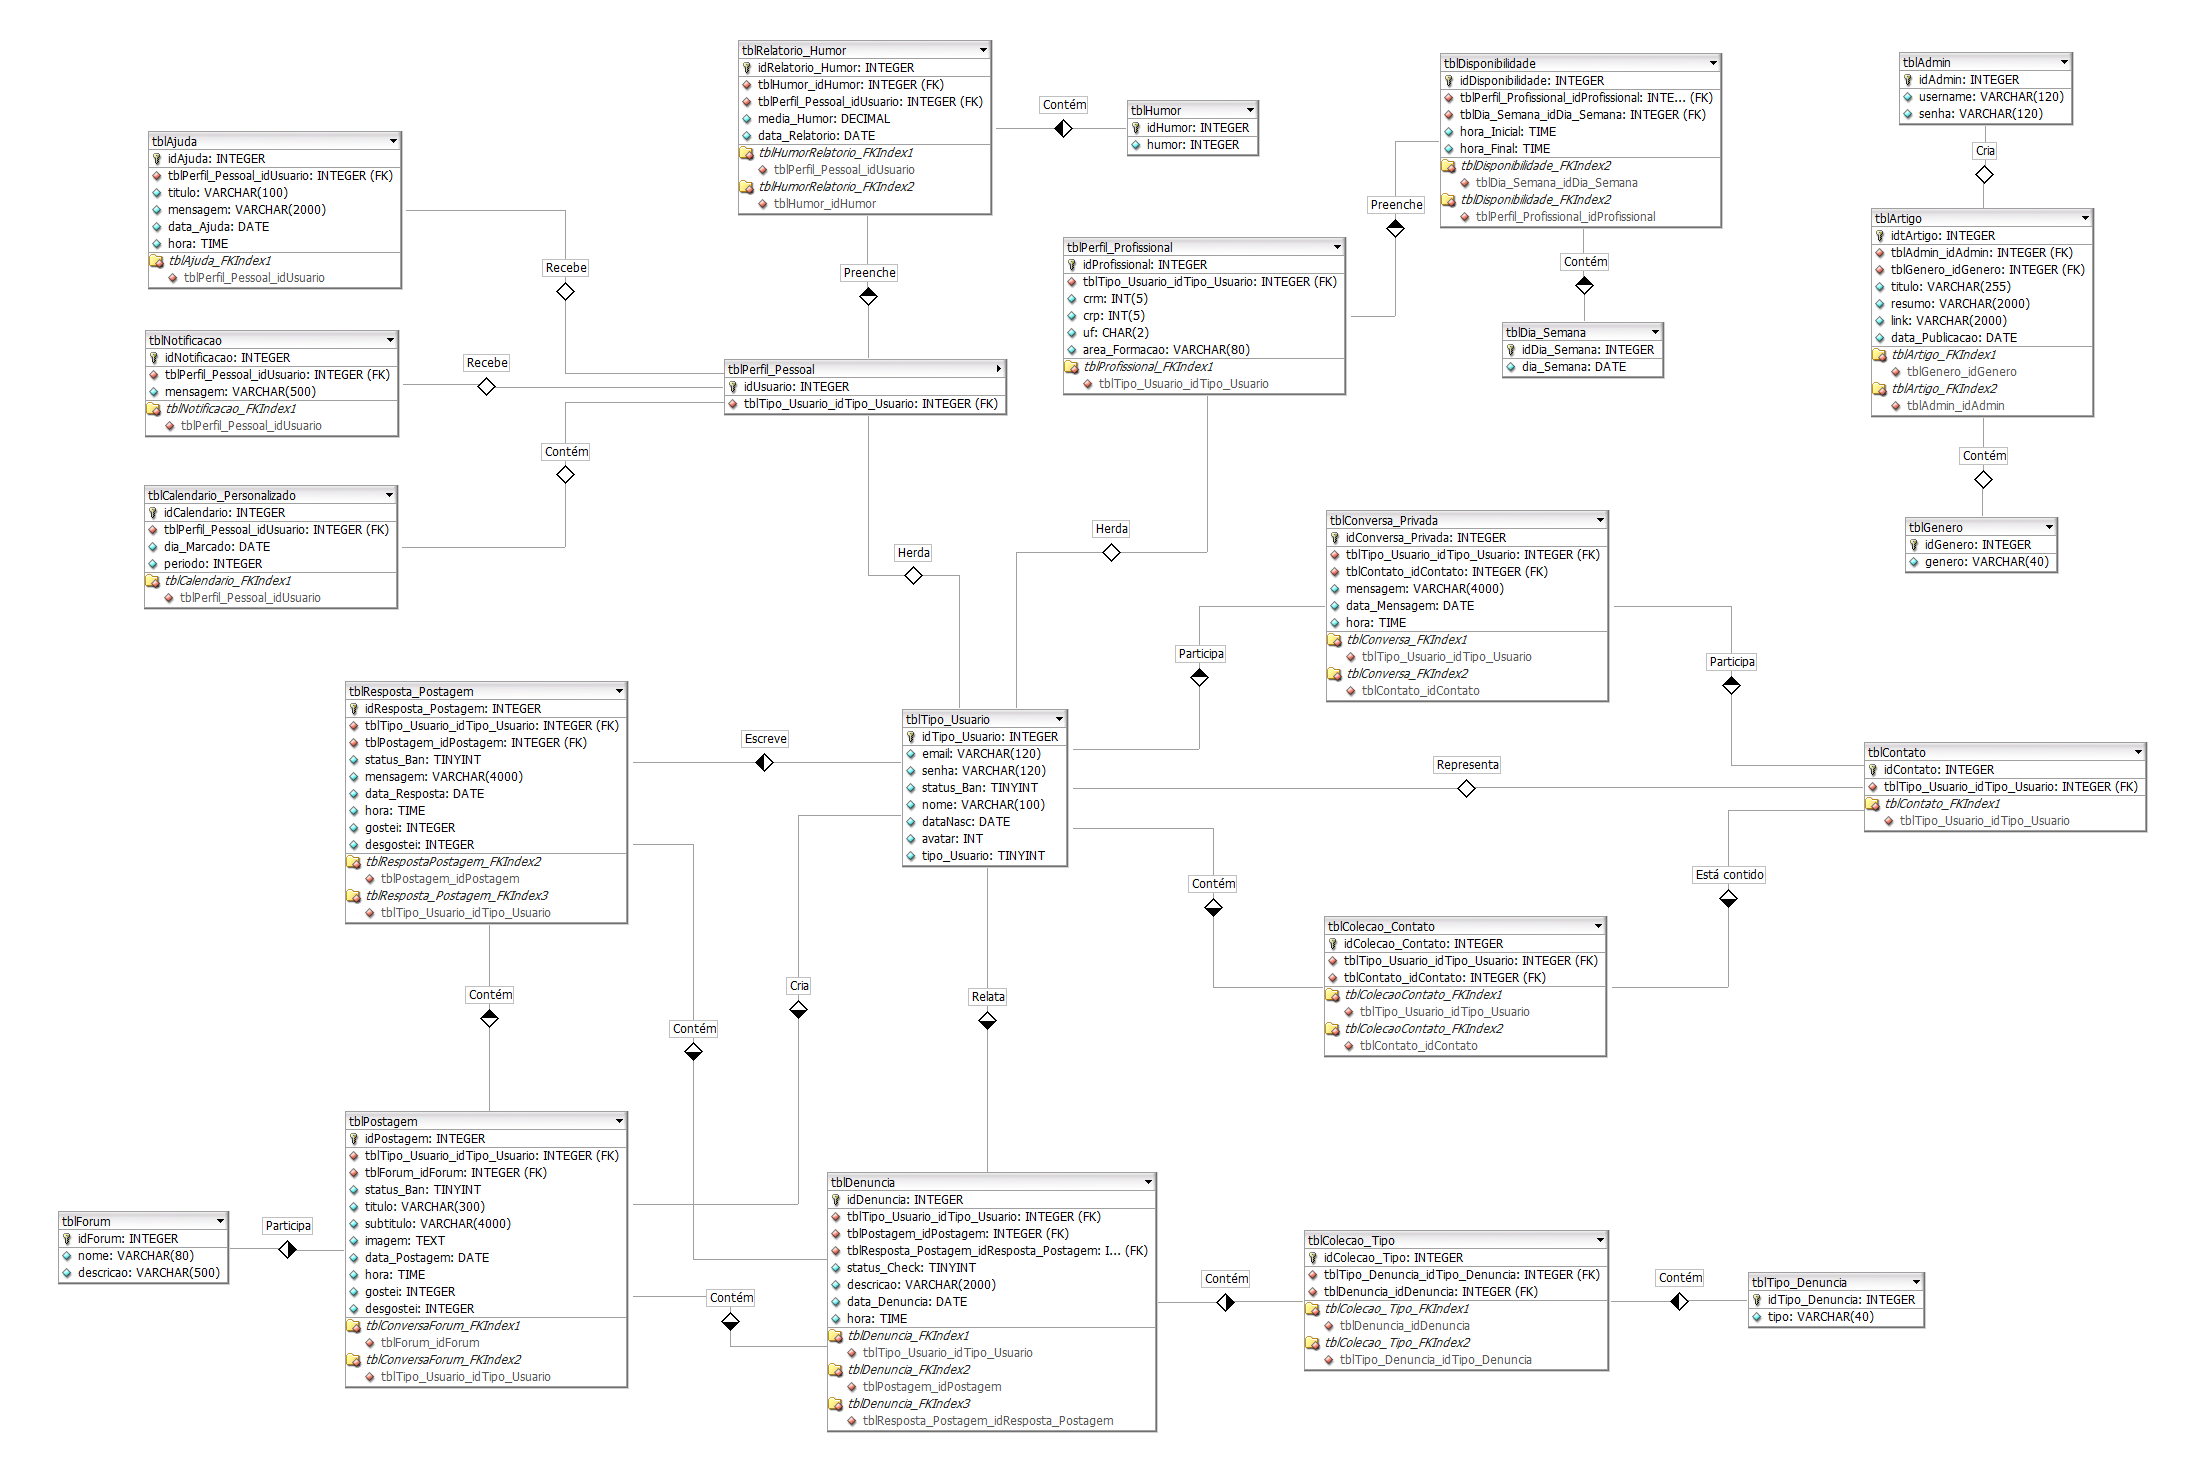 tblRelatorio_Humor
idRelatorio_Humor: INTEGER
tblHumor_idHumor: INTEGER (FK)
tblPerfil_Pessoal_idUsuario: INTEGER (FK)
media_Humor: DECIMAL
data_Relatorio: DATE
tblHumorRelatorio_FKIndex1
tblPerfil_Pessoal_idUsuario
tblHumorRelatorio_FKIndex2
tblHumor_idHumor
Contém
tblHumor
idHumor: INTEGER
humor: INTEGER
tblDisponibilidade
idDisponibilidade: INTEGER
tblPerfil_Profissional_idProfissional: INTE... (FK)
tblDia_Semana_idDia_Semana: INTEGER (FK)
hora_Inicial: TIME
hora_Final: TIME
tblDisponibilidade_FKIndex2
tblDia_Semana_idDia_Semana
tblDisponibilidade_FKIndex2
tblPerfil_Profissional_idProfissional
tblAdmin
idAdmin: INTEGER
username: VARCHAR(120)
senha: VARCHAR(120)
Cria
tblAjuda
idAjuda: INTEGER
tblPerfil_Pessoal_idUsuario: INTEGER (FK)
titulo: VARCHAR(100)
mensagem: VARCHAR(2000)
data_Ajuda: DATE
hora: TIME
tblAjuda_FKIndex1
tblPerfil_Pessoal_idUsuario
Recebe
Preenche
Preenche
tblPerfil_Profissional
idProfissional: INTEGER
tblTipo_Usuario_idTipo_Usuario: INTEGER (FK)
crm: INT(5)
crp: INT(5)
uf: CHAR(2)
area_Formacao: VARCHAR(80)
tblProfissional_FKIndex1
tblTipo_Usuario_idTipo_Usuario
Contém
tblDia_Semana
idDia_Semana: INTEGER
dia_Semana: DATE
tblArtigo
idtArtigo: INTEGER
tblAdmin_idAdmin: INTEGER (FK)
tblGenero_idGenero: INTEGER (FK)
titulo: VARCHAR(255)
resumo: VARCHAR(2000)
link: VARCHAR(2000)
data_Publicacao: DATE
tblArtigo_FKIndex1
tblGenero_idGenero
tblArtigo_FKIndex2
tblAdmin_idAdmin
Contém
tblGenero
idGenero: INTEGER
genero: VARCHAR(40)
tblNotificacao
idNotificacao: INTEGER
tblPerfil_Pessoal_idUsuario: INTEGER (FK)
mensagem: VARCHAR(500)
tblNotificacao_FKIndex1
tblPerfil_Pessoal_idUsuario
Recebe
tblPerfil_Pessoal
idUsuario: INTEGER
tblTipo_Usuario_idTipo_Usuario: INTEGER (FK)
Contém
tblCalendario_Personalizado
idCalendario: INTEGER
tblPerfil_Pessoal_idUsuario: INTEGER (FK)
dia_Marcado: DATE
periodo: INTEGER
tblCalendario_FKIndex1
tblPerfil_Pessoal_idUsuario
Herda
Herda
tblConversa_Privada
idConversa_Privada: INTEGER
tblTipo_Usuario_idTipo_Usuario: INTEGER (FK)
tblContato_idContato: INTEGER (FK)
mensagem: VARCHAR(4000)
data_Mensagem: DATE
hora: TIME
tblConversa_FKIndex1
tblTipo_Usuario_idTipo_Usuario
tblConversa_FKIndex2
tblContato_idContato
Participa
Participa
tblResposta_Postagem
idResposta_Postagem: INTEGER
tblTipo_Usuario_idTipo_Usuario: INTEGER (FK)
tblPostagem_idPostagem: INTEGER (FK)
status_Ban: TINYINT
mensagem: VARCHAR(4000)
data_Resposta: DATE
hora: TIME
gostei: INTEGER
desgostei: INTEGER
tblRespostaPostagem_FKIndex2
tblPostagem_idPostagem
tblResposta_Postagem_FKIndex3
tblTipo_Usuario_idTipo_Usuario
Escreve
tblTipo_Usuario
idTipo_Usuario: INTEGER
email: VARCHAR(120)
senha: VARCHAR(120)
status_Ban: TINYINT
nome: VARCHAR(100)
dataNasc: DATE
avatar: INT
tipo_Usuario: TINYINT
Representa
tblContato
idContato: INTEGER
tblTipo_Usuario_idTipo_Usuario: INTEGER (FK)
tblContato_FKIndex1
tblTipo_Usuario_idTipo_Usuario
Contém
Está contido
tblColecao_Contato
idColecao_Contato: INTEGER
tblTipo_Usuario_idTipo_Usuario: INTEGER (FK)
tblContato_idContato: INTEGER (FK)
tblColecaoContato_FKIndex1
tblTipo_Usuario_idTipo_Usuario
tblColecaoContato_FKIndex2
tblContato_idContato
Contém
Contém
Cria
Relata
tblForum
idForum: INTEGER
nome: VARCHAR(80)
descricao: VARCHAR(500)
Participa
tblPostagem
idPostagem: INTEGER
tblTipo_Usuario_idTipo_Usuario: INTEGER (FK)
tblForum_idForum: INTEGER (FK)
status_Ban: TINYINT
titulo: VARCHAR(300)
subtitulo: VARCHAR(4000)
imagem: TEXT
data_Postagem: DATE
hora: TIME
gostei: INTEGER
desgostei: INTEGER
tblConversaForum_FKIndex1
tblForum_idForum
tblConversaForum_FKIndex2
tblTipo_Usuario_idTipo_Usuario
Contém
tblDenuncia
idDenuncia: INTEGER
tblTipo_Usuario_idTipo_Usuario: INTEGER (FK)
tblPostagem_idPostagem: INTEGER (FK)
tblResposta_Postagem_idResposta_Postagem: I... (FK)
status_Check: TINYINT
descricao: VARCHAR(2000)
data_Denuncia: DATE
hora: TIME
tblDenuncia_FKIndex1
tblTipo_Usuario_idTipo_Usuario
tblDenuncia_FKIndex2
tblPostagem_idPostagem
tblDenuncia_FKIndex3
tblResposta_Postagem_idResposta_Postagem
Contém
tblColecao_Tipo
idColecao_Tipo: INTEGER
tblTipo_Denuncia_idTipo_Denuncia: INTEGER (FK)
tblDenuncia_idDenuncia: INTEGER (FK)
tblColecao_Tipo_FKIndex1
tblDenuncia_idDenuncia
tblColecao_Tipo_FKIndex2
tblTipo_Denuncia_idTipo_Denuncia
Contém
tblTipo_Denuncia
idTipo_Denuncia: INTEGER
tipo: VARCHAR(40)